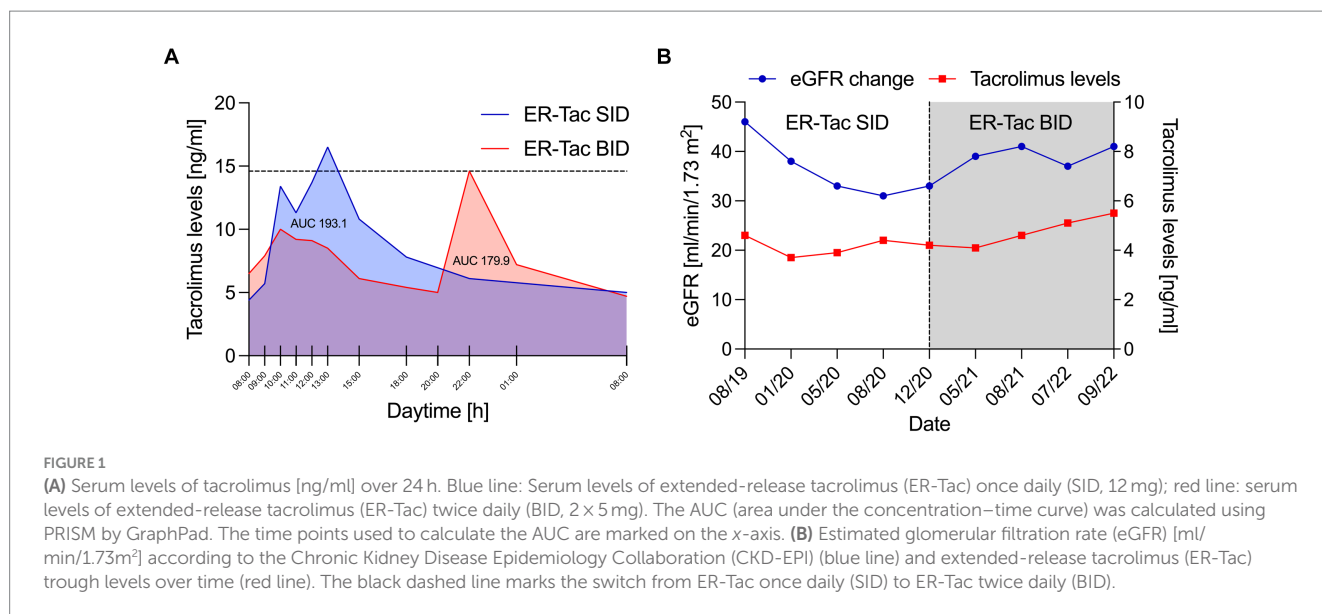 A
ER-Tac SID
ER-Tac BID
Tacrolimus levels [ng/ml]
20
15
10
5
0
AUC 193.1
AUC 179.9
08:00
09:00
10:00
11:00
12:00
13:00
15:00
18:00
20:00
22:00
01:00
08:00
Daytime [h]
B
eGFR change
Tacrolimus levels
ER-Tac SID
ER-Tac BID
eGFR [ml/min/1.73 m²]
50
40
30
20
10
0
10
8
6
4
2
0
Tacrolimus levels [ng/ml]
08/19
01/20
05/20
08/20
12/20
05/21
08/21
07/22
09/22
Date
FIGURE 1
(A) Serum levels of tacrolimus [ng/ml] over 24 h. Blue line: Serum levels of extended-release tacrolimus (ER-Tac) once daily (SID, 12 mg); red line: serum
levels of extended-release tacrolimus (ER-Tac) twice daily (BID, 2 × 5 mg). The AUC (area under the concentration–time curve) was calculated using
PRISM by GraphPad. The time points used to calculate the AUC are marked on the x-axis. (B) Estimated glomerular filtration rate (eGFR) [ml/
min/1.73m²] according to the Chronic Kidney Disease Epidemiology Collaboration (CKD-EPI) (blue line) and extended-release tacrolimus (ER-Tac)
trough levels over time (red line). The black dashed line marks the switch from ER-Tac once daily (SID) to ER-Tac twice daily (BID).